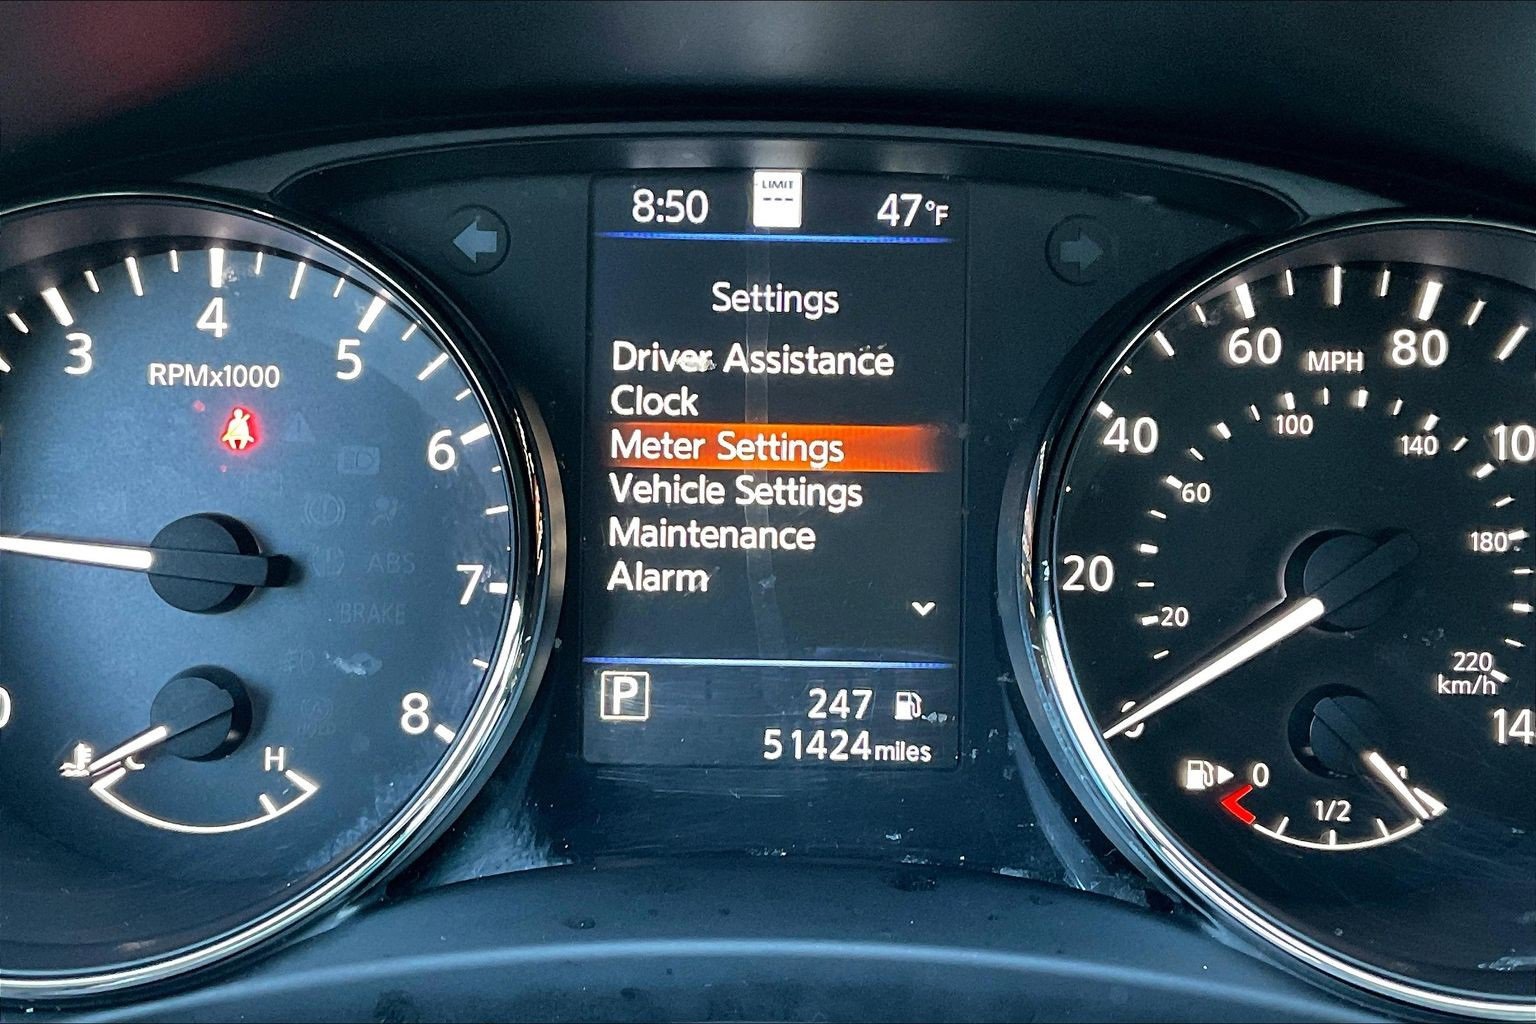 8:50
LIMIT
---
47°F
Settings
Driver Assistance
Clock
Meter Settings
Vehicle Settings
Maintenance
Alarm
P
247
51424 miles
3
4
5
6
7
8
RPMx1000
ABS
BRAKE
C
H
0
20
40
60
80
MPH
20
60
100
140
180
220
km/h
0
1/2
1